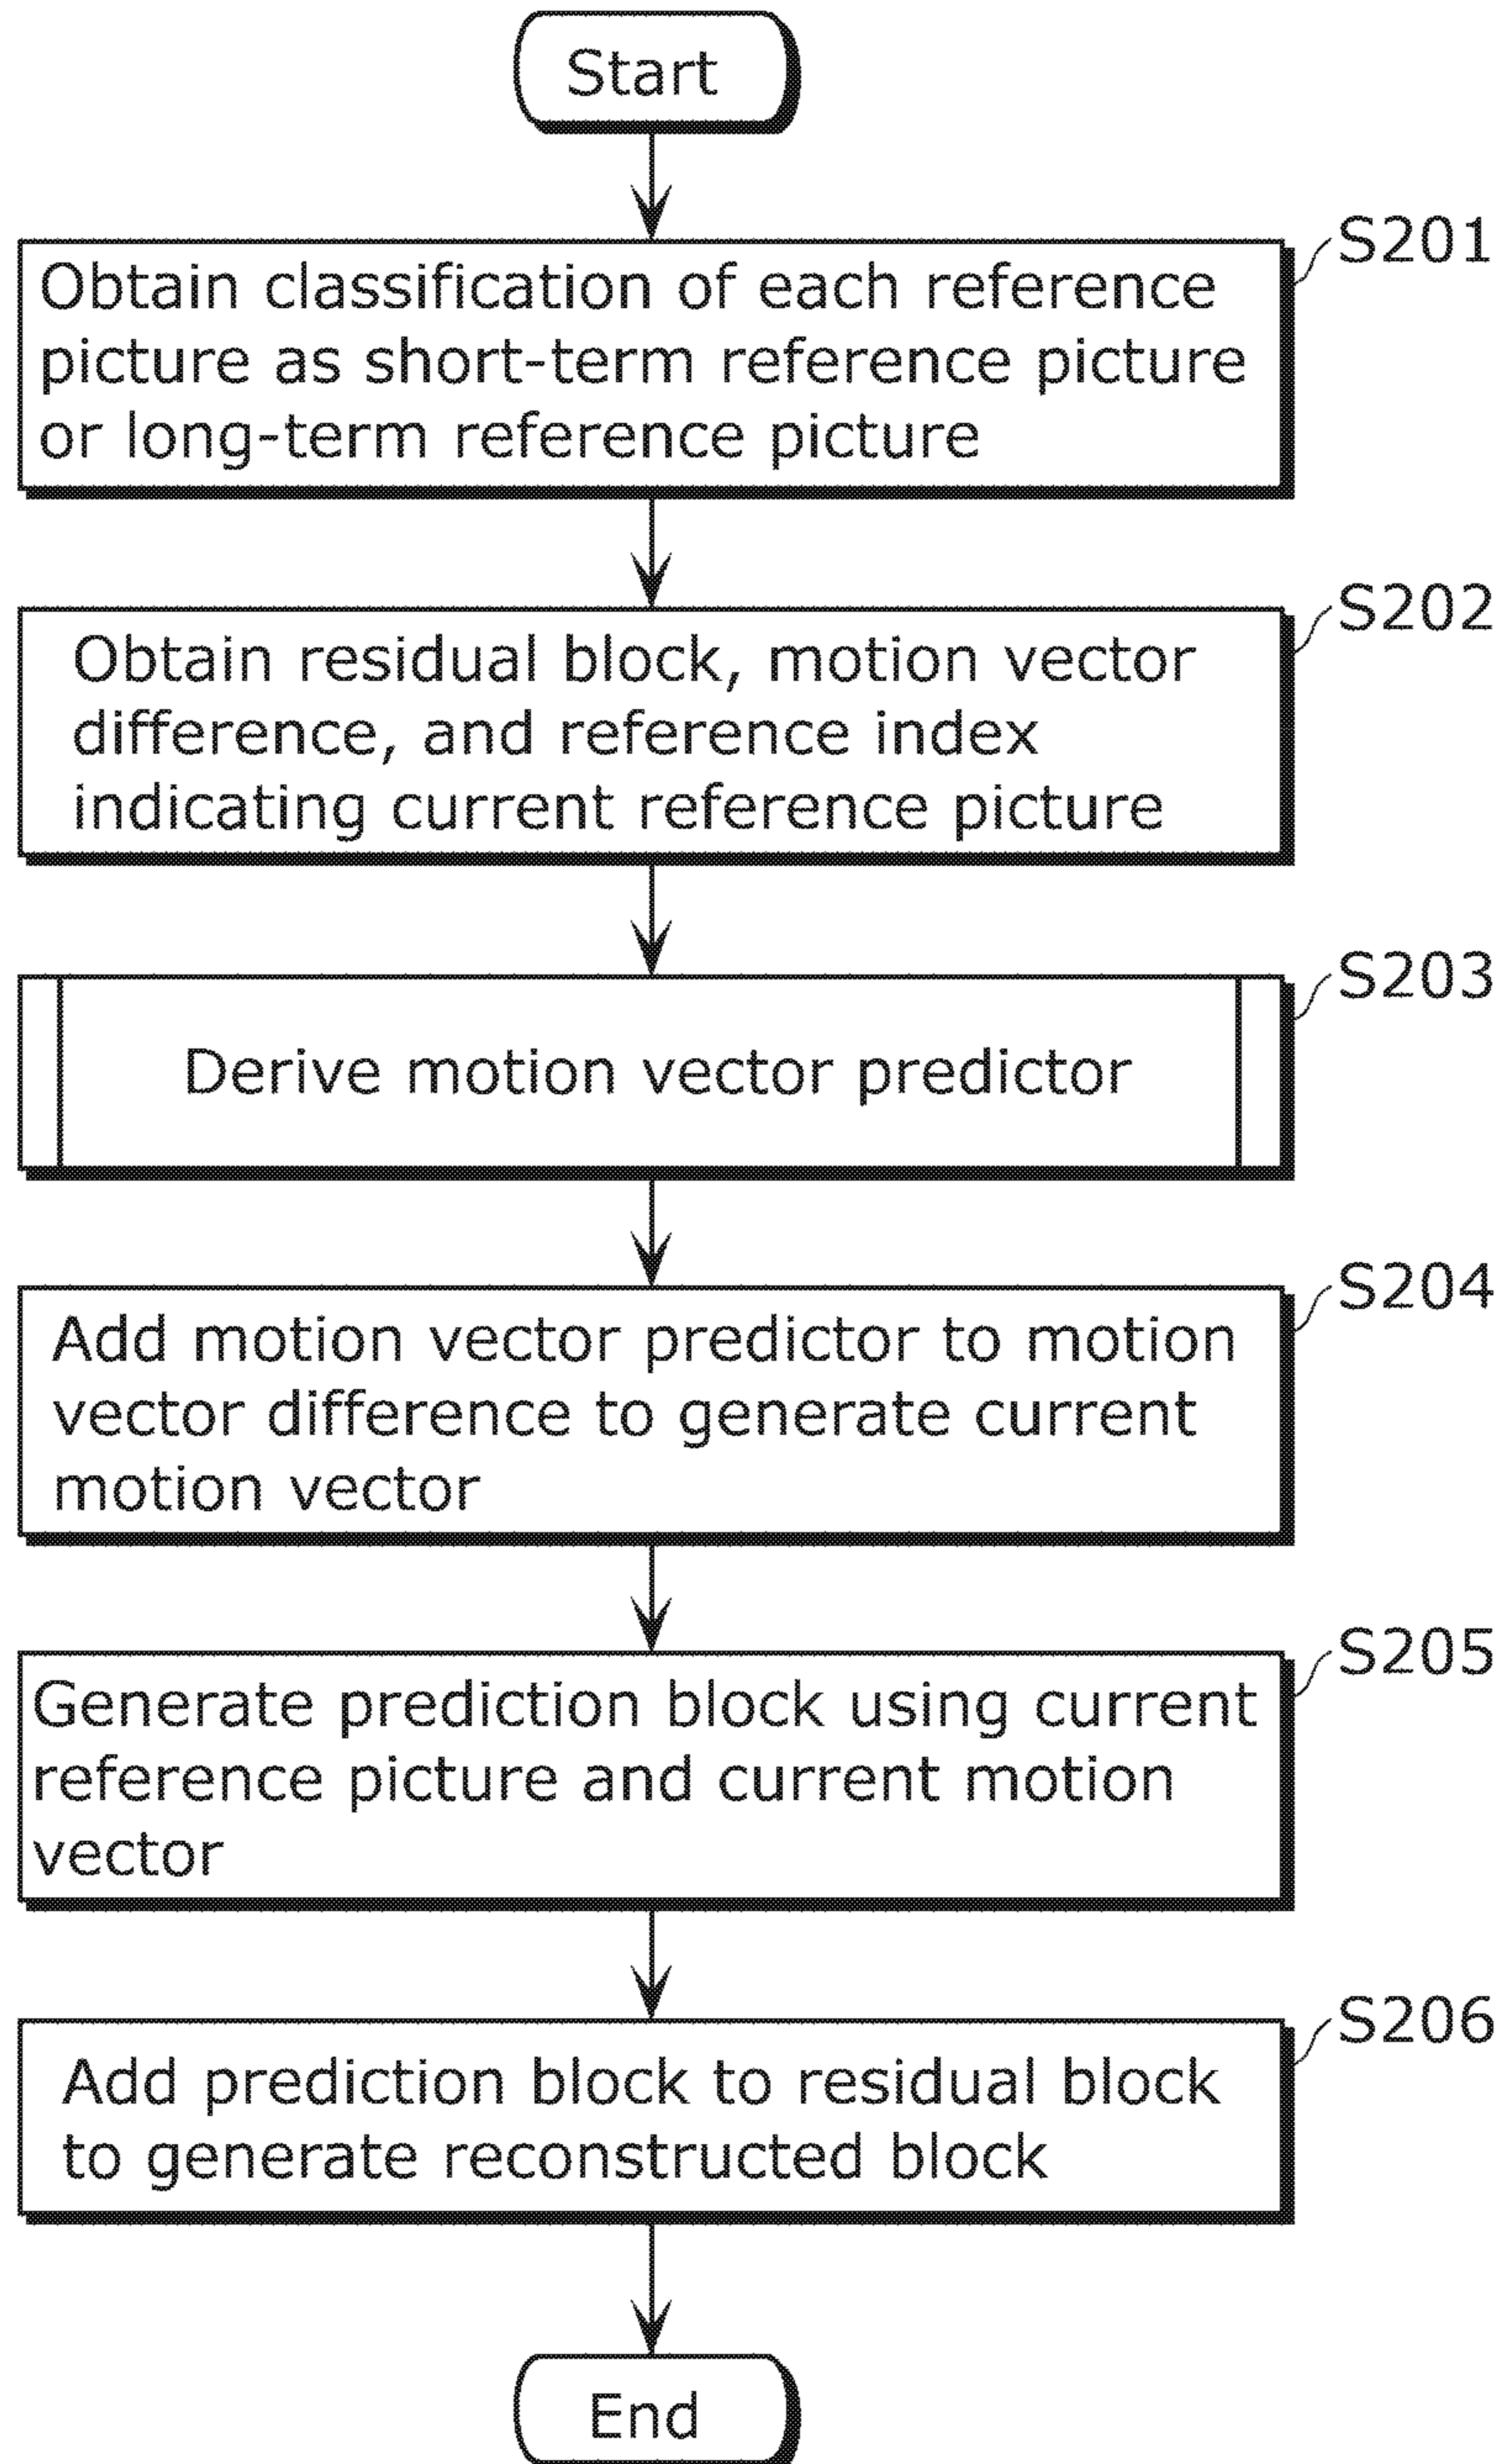 Start
S201
Obtain classification of each reference
picture as short-term reference picture
or long-term reference picture
S202
Obtain residual block, motion vector
difference, and reference index
indicating current reference picture
S203
Derive motion vector predictor
S204
Add motion vector predictor to motion
vector difference to generate current
motion vector
S205
Generate prediction block using current
reference picture and current motion
vector
S206
Add prediction block to residual block
to generate reconstructed block
End